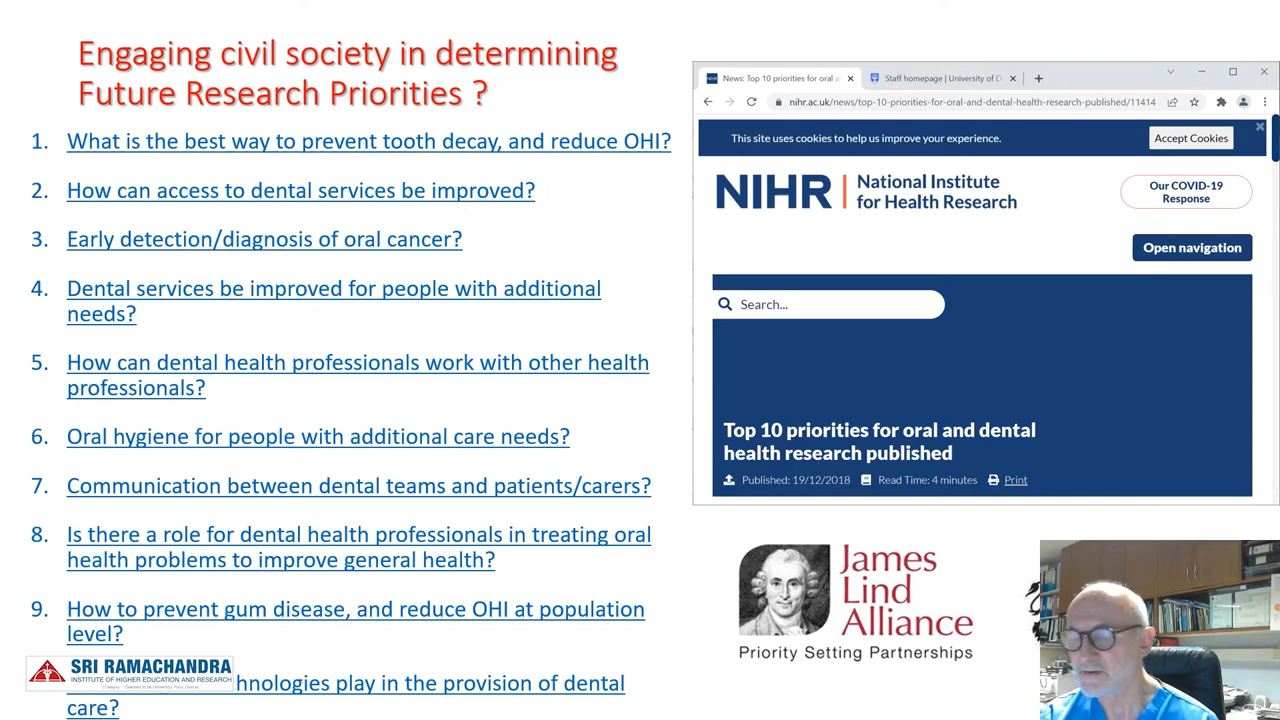 Engaging civil society in determining
Future Research Priorities ?
1. What is the best way to prevent tooth decay, and reduce OHI?
2. How can access to dental services be improved?
3. Early detection/diagnosis of oral cancer?
4. Dental services be improved for people with additional
needs?
5. How can dental health professionals work with other health
professionals?
6. Oral hygiene for people with additional care needs?
7. Communication between dental teams and patients/carers?
8. Is there a role for dental health professionals in treating oral
health problems to improve general health?
9. How to prevent gum disease, and reduce OHI at population
level?
hnologies play in the provision of dental
care?
SRI RAMACHANDRA
INSTITUTE OF HIGHER EDUCATION AND RESEARCH
News: Top 10 priorities for oral a
Staff homepage | University of D
nihr.ac.uk/news/top-10-priorities-for-oral-and-dental-health-research-published/11414
This site uses cookies to help us improve your experience.
Accept Cookies
NIHR | National Institute
for Health Research
Our COVID-19
Response
Open navigation
Search...
Top 10 priorities for oral and dental
health research published
Published: 19/12/2018 Read Time: 4 minutes Print
James
Lind
Alliance
Priority Setting Partnerships